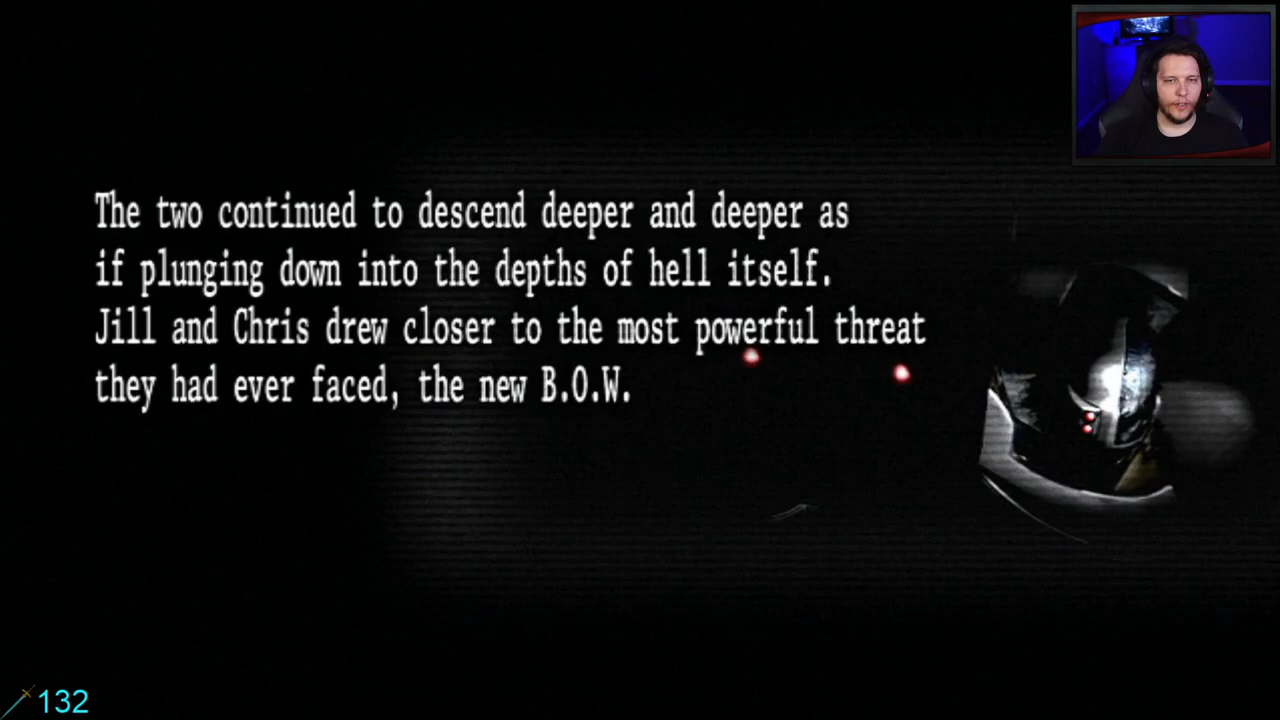 The two continued to descend deeper and deeper as
if plunging down into the depths of hell itself.
Jill and Chris drew closer to the most powerful threat
they had ever faced, the new B.O.W.
132